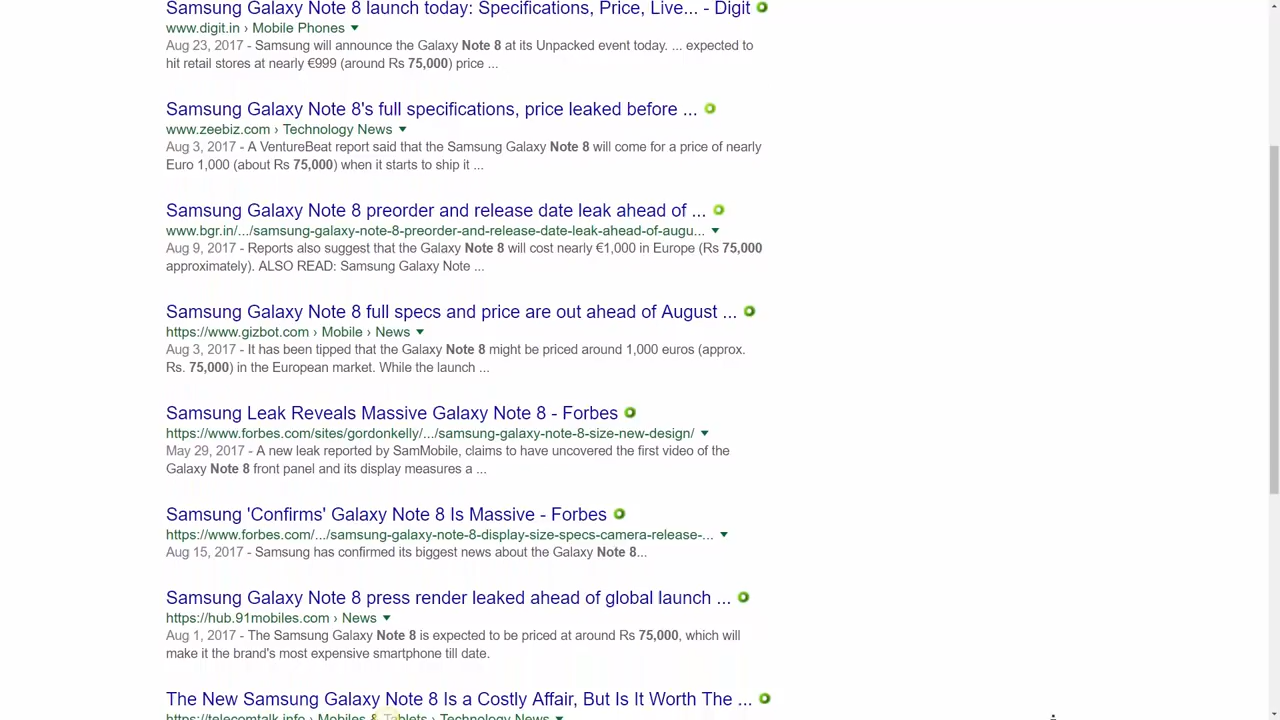 Samsung Galaxy Note 8 launch today: Specifications, Price, Live... - Digit
www.digit.in › Mobile Phones
Aug 23, 2017 - Samsung will announce the Galaxy Note 8 at its Unpacked event today. ... expected to
hit retail stores at nearly €999 (around Rs 75,000) price ...
Samsung Galaxy Note 8's full specifications, price leaked before ...
www.zeebiz.com › Technology News
Aug 3, 2017 - A VentureBeat report said that the Samsung Galaxy Note 8 will come for a price of nearly
Euro 1,000 (about Rs 75,000) when it starts to ship it ...
Samsung Galaxy Note 8 preorder and release date leak ahead of ...
www.bgr.in/.../samsung-galaxy-note-8-preorder-and-release-date-leak-ahead-of-augu...
Aug 9, 2017 - Reports also suggest that the Galaxy Note 8 will cost nearly €1,000 in Europe (Rs 75,000
approximately). ALSO READ: Samsung Galaxy Note ...
Samsung Galaxy Note 8 full specs and price are out ahead of August ...
https://www.gizbot.com › Mobile › News
Aug 3, 2017 - It has been tipped that the Galaxy Note 8 might be priced around 1,000 euros (approx.
Rs. 75,000) in the European market. While the launch ...
Samsung Leak Reveals Massive Galaxy Note 8 - Forbes
https://www.forbes.com/sites/gordonkelly/.../samsung-galaxy-note-8-size-new-design/
May 29, 2017 - A new leak reported by SamMobile, claims to have uncovered the first video of the
Galaxy Note 8 front panel and its display measures a ...
Samsung 'Confirms' Galaxy Note 8 Is Massive - Forbes
https://www.forbes.com/.../samsung-galaxy-note-8-display-size-specs-camera-release-...
Aug 15, 2017 - Samsung has confirmed its biggest news about the Galaxy Note 8...
Samsung Galaxy Note 8 press render leaked ahead of global launch ...
https://hub.91mobiles.com › News
Aug 1, 2017 - The Samsung Galaxy Note 8 is expected to be priced at around Rs 75,000, which will
make it the brand's most expensive smartphone till date.
The New Samsung Galaxy Note 8 Is a Costly Affair, But Is It Worth The ...
https://telecomtalk.info › Mobiles & Tablets › Technology News